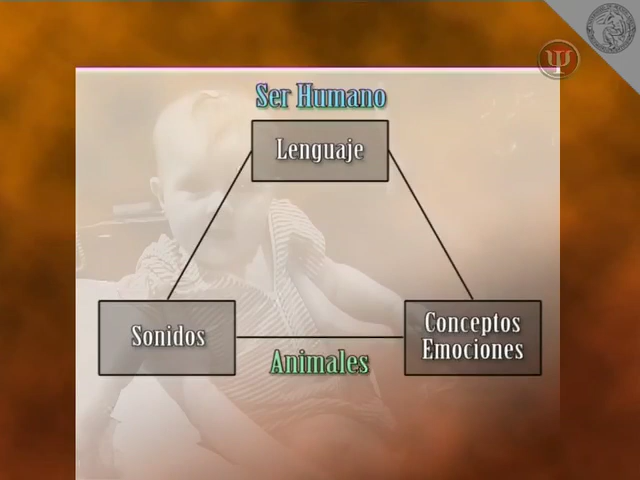 Ser Humano
Lenguaje
Sonidos
Conceptos
Emociones
Animales
Ψ